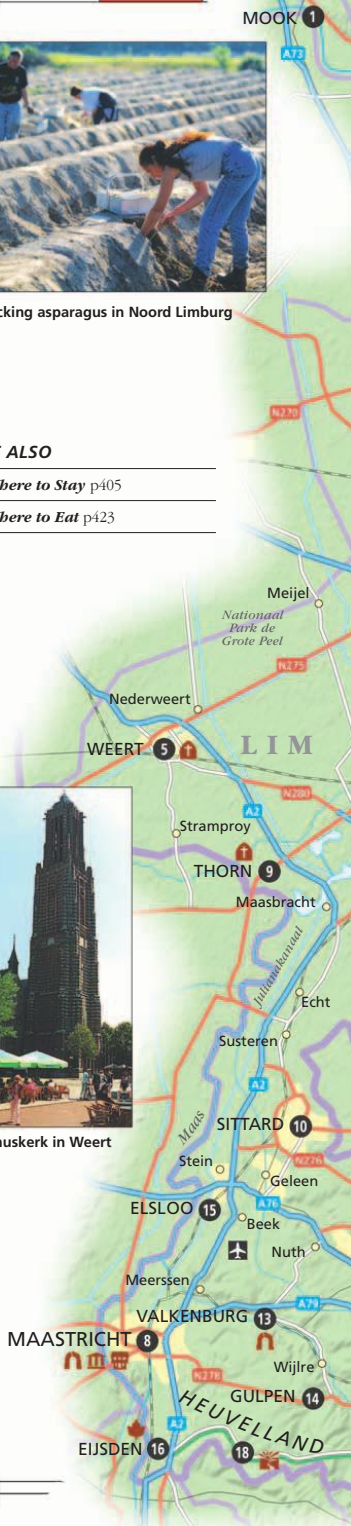 MOOK 1
A73
cking asparagus in Noord Limburg
N270
ALSO
here to Stay p405
here to Eat p423
Meijel
Nationaal
Park de
Grote Peel
N275
Nederweert
WEERT 5
LIM
N280
A2
Stramproy
THORN 9
Maasbracht
Julianakanaal
Echt
Susteren
A2
Maas
SITTARD 10
N276
Stein
Geleen
A76
ELSLOO 15
Beek
Nuth
Meerssen
A79
VALKENBURG 13
MAASTRICHT 8
Wijlre
N278
GULPEN 14
HEUVELLAND
A2
EIJSDEN 16
18
nuskerk in Weert